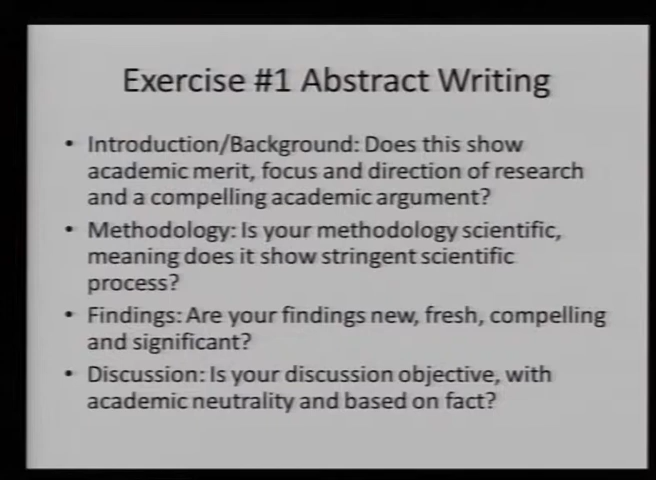 Exercise #1 Abstract Writing
• Introduction/Background: Does this show
academic merit, focus and direction of research
and a compelling academic argument?
• Methodology: Is your methodology scientific,
meaning does it show stringent scientific
process?
• Findings: Are your findings new, fresh, compelling
and significant?
• Discussion: Is your discussion objective, with
academic neutrality and based on fact?